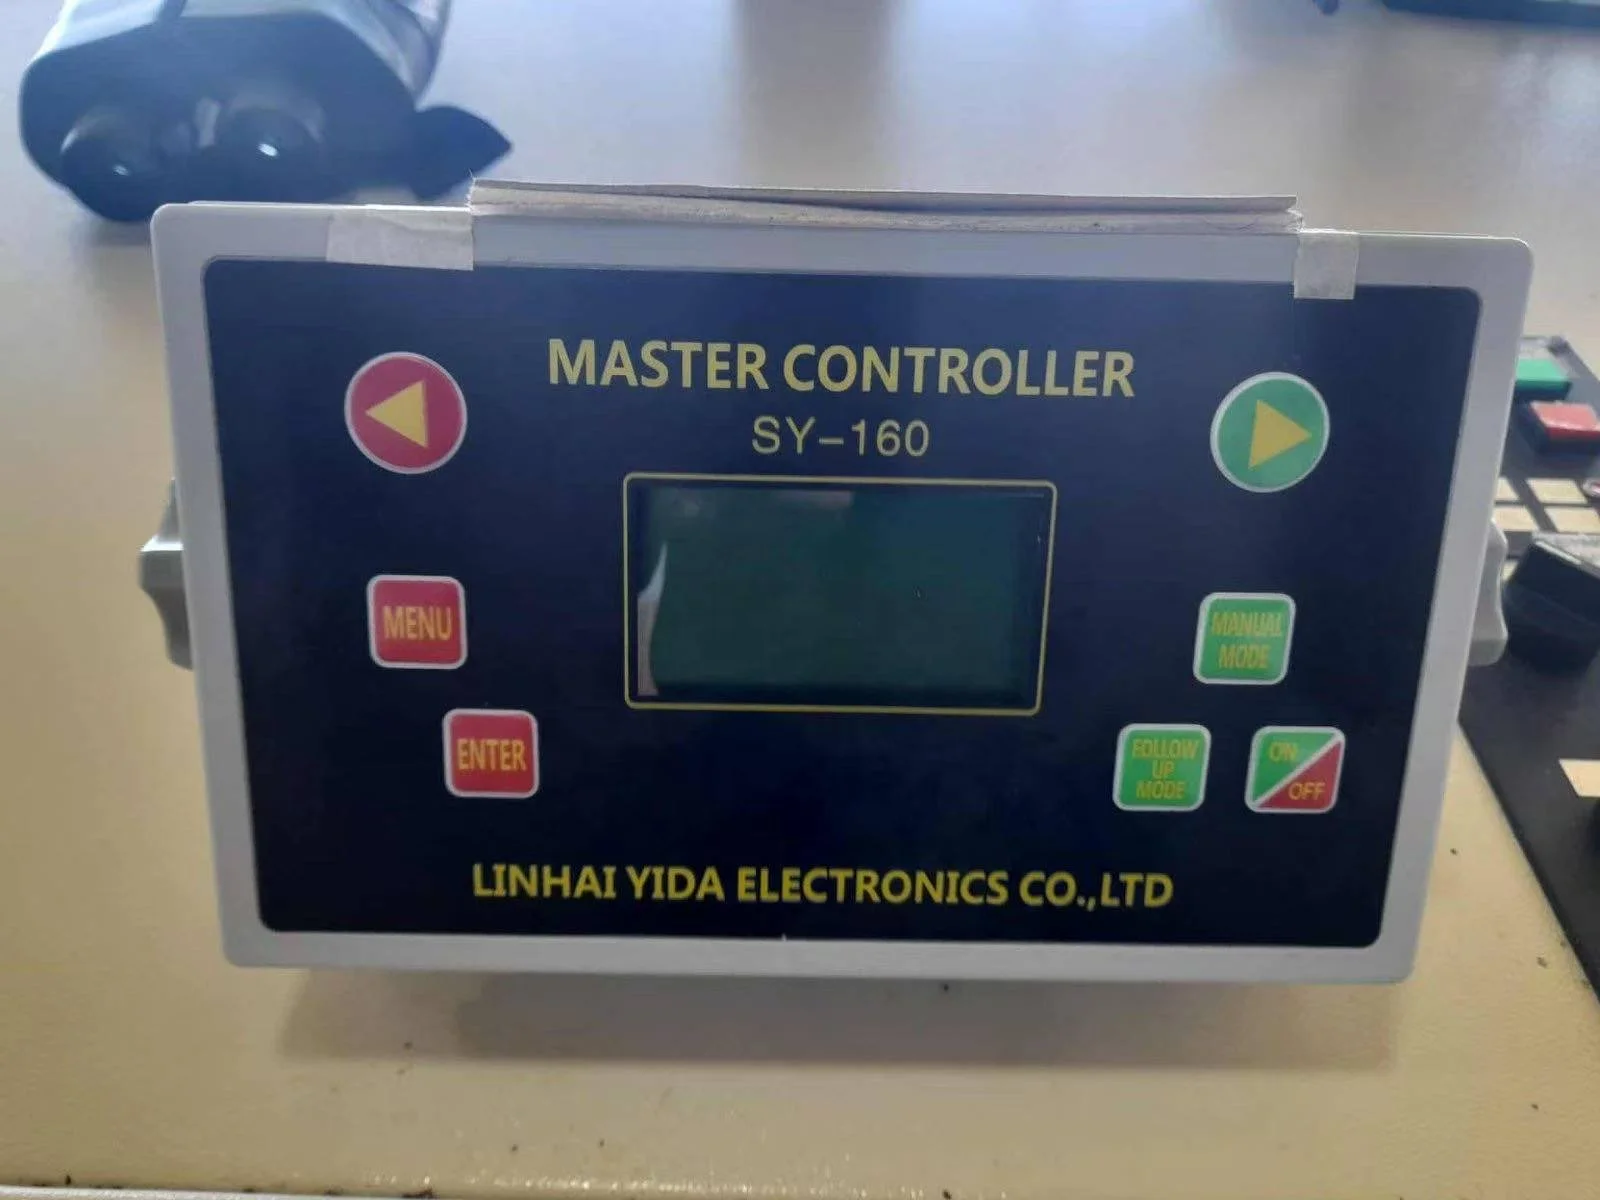 MASTER CONTROLLER
SY-160
MENU
MANUAL
MODE
ENTER
FOLLOW
UP
MODE
ON
OFF
LINHAI YIDA ELECTRONICS CO.,LTD